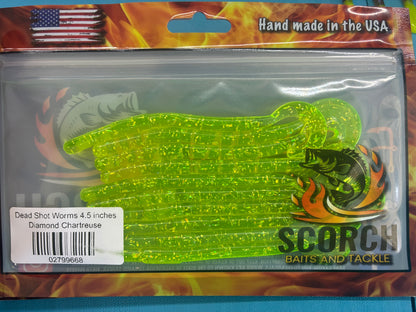 Hand made in the USA
Dead Shot Worms 4.5 inches
Diamond Chartreuse
02799668
SCORCH
BAITS AND TACKLE